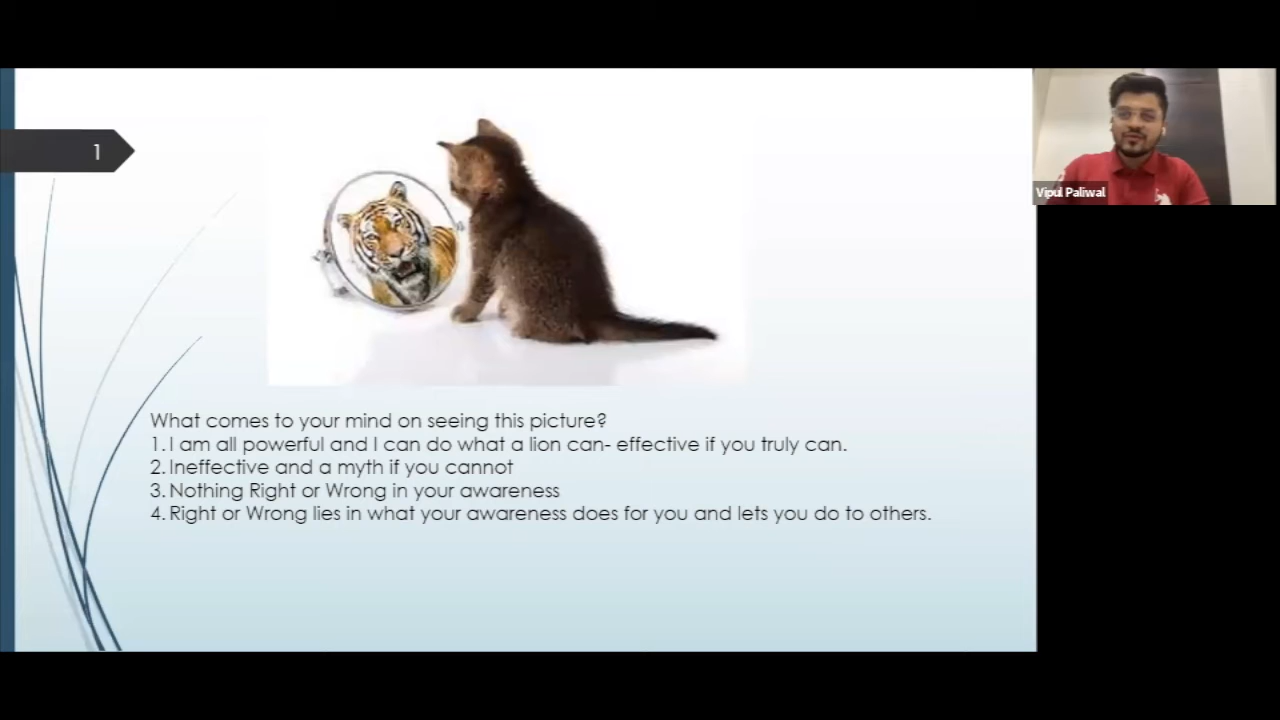 1
Vipul Paliwal
What comes to your mind on seeing this picture?
1. I am all powerful and I can do what a lion can- effective if you truly can.
2. Ineffective and a myth if you cannot
3. Nothing Right or Wrong in your awareness
4. Right or Wrong lies in what your awareness does for you and lets you do to others.